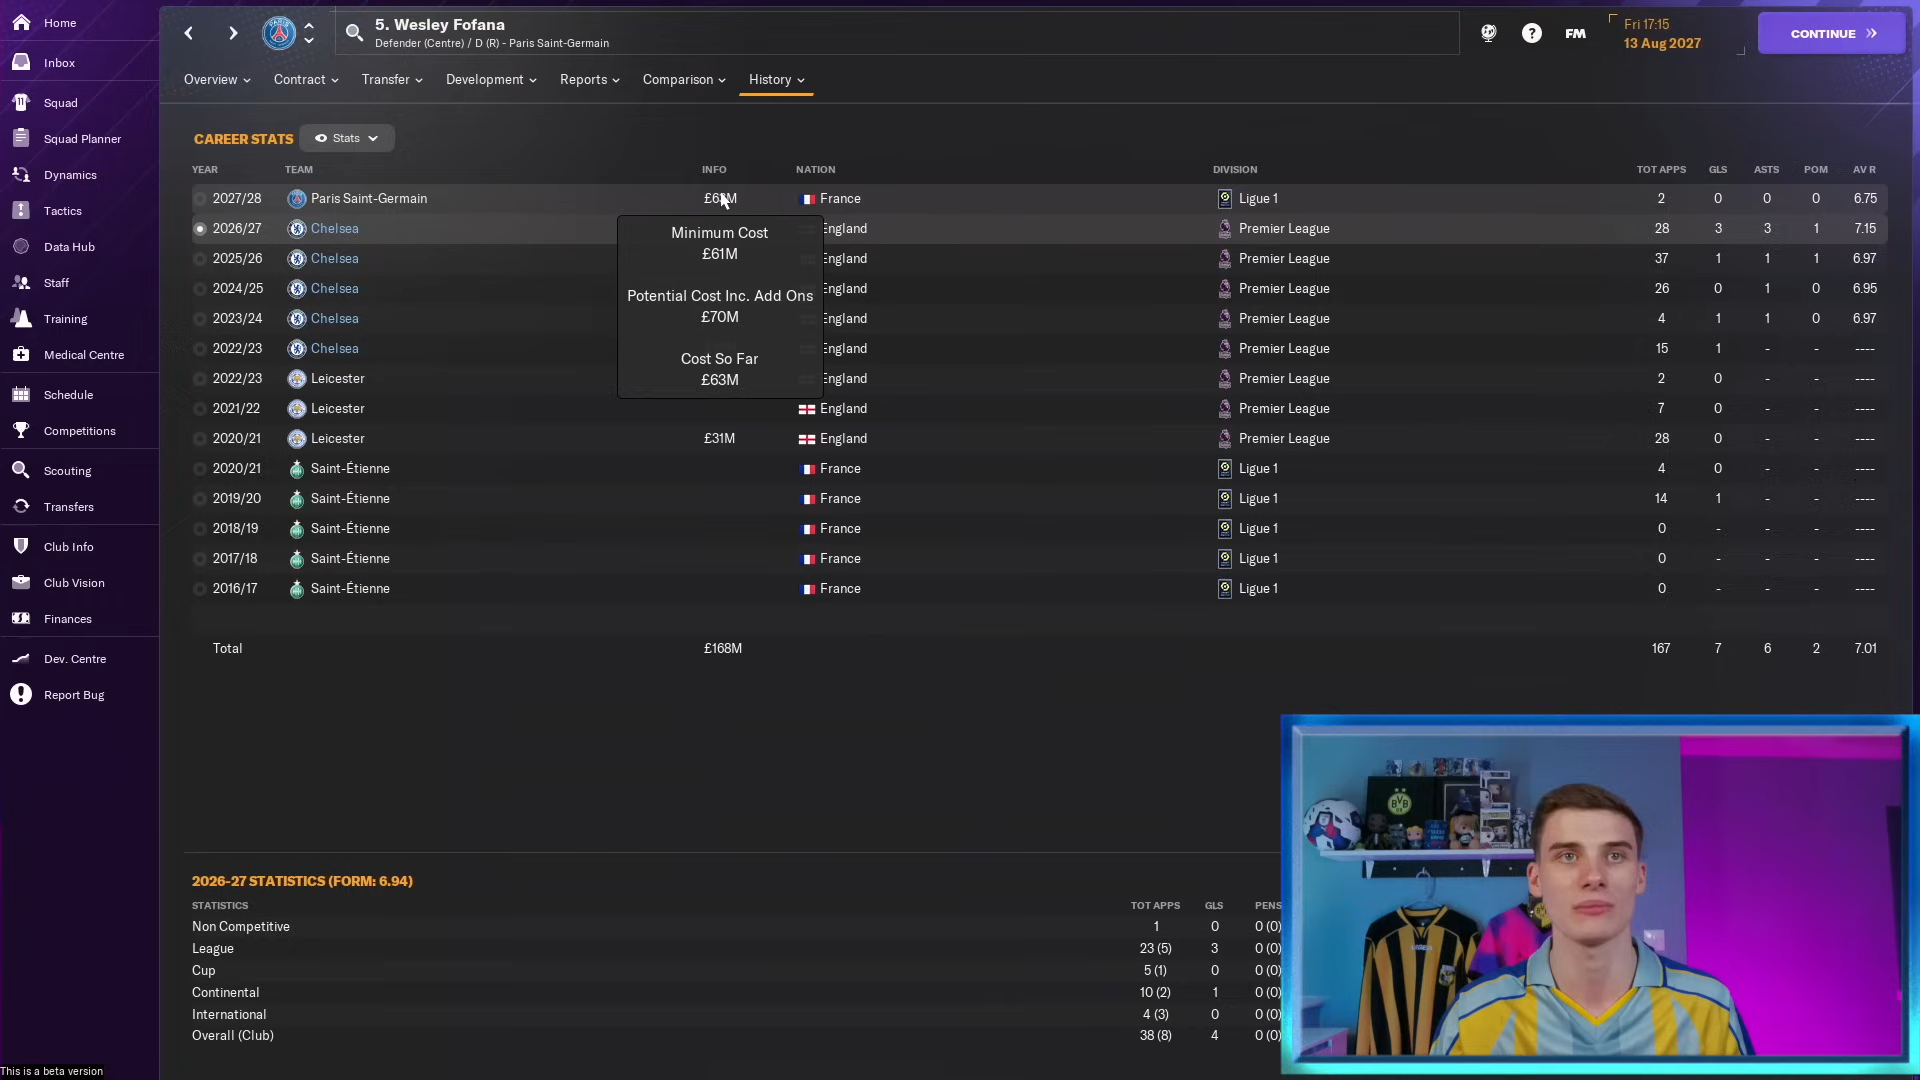 Home
Inbox
Squad
Squad Planner
Dynamics
Tactics
Data Hub
Staff
Training
Medical Centre
Schedule
Competitions
Scouting
Transfers
Club Info
Club Vision
Finances
Dev. Centre
Report Bug
This is a beta version
5. Wesley Fofana
Defender (Centre) / D (R) - Paris Saint-Germain
FM
Fri 17:15
13 Aug 2027
CONTINUE
Overview Contract Transfer Development Reports Comparison History
CAREER STATS Stats
YEAR TEAM INFO NATION DIVISION TOT APPS GLS ASTS POM AV R
2027/28 Paris Saint-Germain France Ligue 1 2 0 0 0 6.75
2026/27 Chelsea England Premier League 28 3 3 1 7.15
2025/26 Chelsea England Premier League 37 1 1 1 6.97
2024/25 Chelsea England Premier League 26 0 1 0 6.95
2023/24 Chelsea England Premier League 4 1 1 0 6.97
2022/23 Chelsea England Premier League 15 1 - - ----
2022/23 Leicester England Premier League 2 0 - - ----
2021/22 Leicester England Premier League 7 0 - - ----
2020/21 Leicester £31M England Premier League 28 0 - - ----
2020/21 Saint-Étienne France Ligue 1 4 0 - - ----
2019/20 Saint-Étienne France Ligue 1 14 1 - - ----
2018/19 Saint-Étienne France Ligue 1 0 - - - ----
2017/18 Saint-Étienne France Ligue 1 0 - - - ----
2016/17 Saint-Étienne France Ligue 1 0 - - - ----
Total £168M 167 7 6 2 7.01
Minimum Cost
£61M
Potential Cost Inc. Add Ons
£70M
Cost So Far
£63M
2026-27 STATISTICS (FORM: 6.94)
STATISTICS TOT APPS GLS PENS
Non Competitive 1 0 0 (0)
League 23 (5) 3 0 (0)
Cup 5 (1) 0 0 (0)
Continental 10 (2) 1 0 (0)
International 4 (3) 0 0 (0)
Overall (Club) 38 (8) 4 0 (0)
BVB